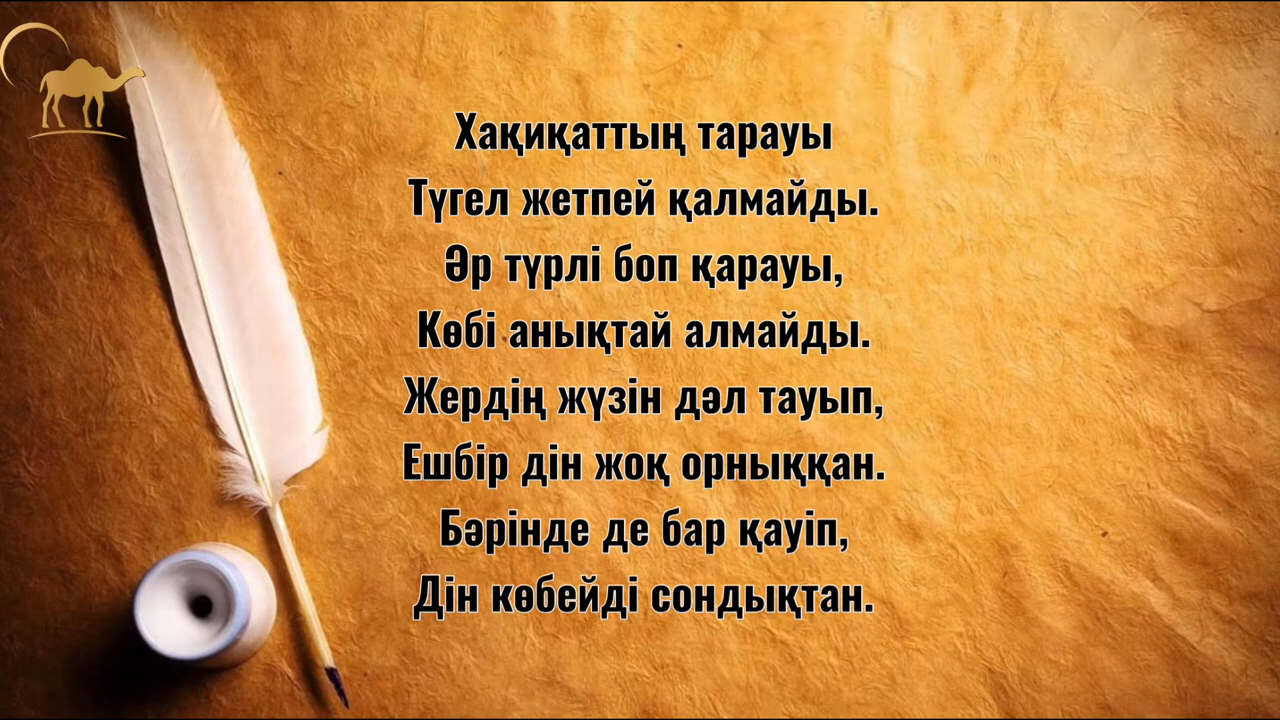 Хақиқаттың тарауы
Түгел жетпей қалмайды.
Әр түрлі боп қарауы,
Көбі анықтай алмайды.
Жердің жүзін дәл тауып,
Ешбір дін жоқ орныққан.
Бәрінде де бар қауіп,
Дін көбейді сондықтан.